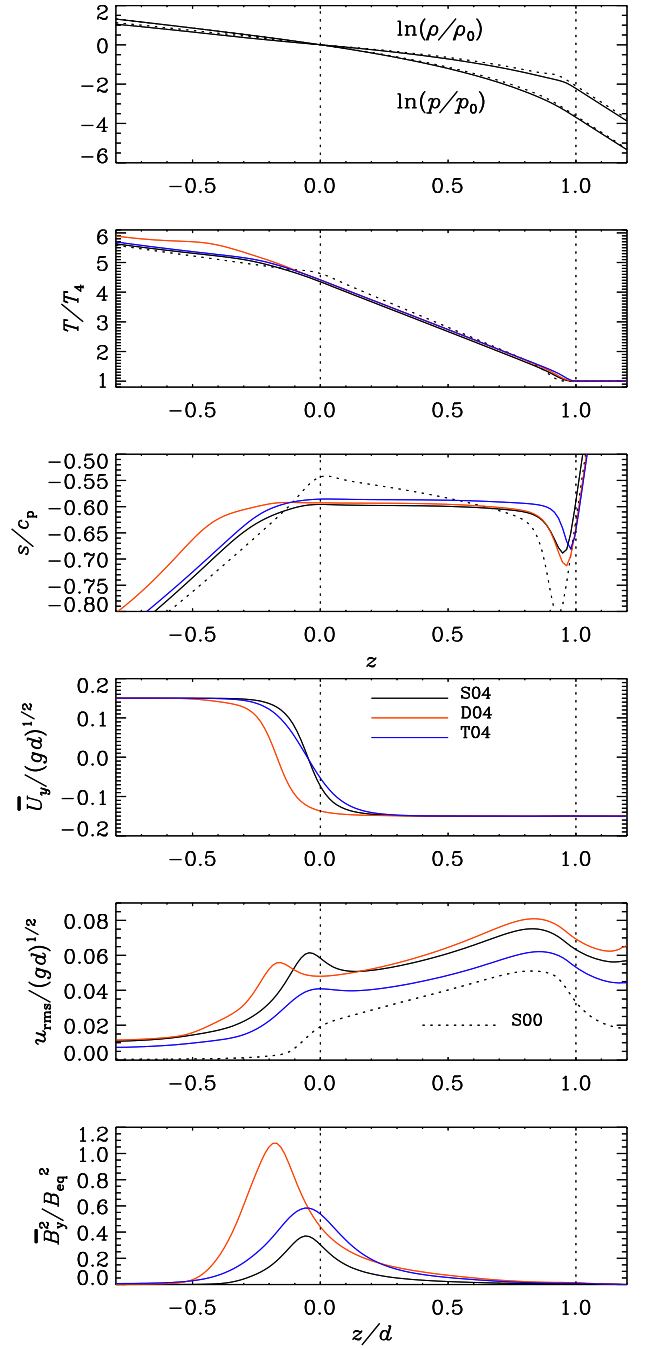 2
0
−2
−4
−6
ln(ρ/ρ₀)
ln(p/p₀)
−0.5 0.0 0.5 1.0
T/T₄
6
5
4
3
2
1
−0.5 0.0 0.5 1.0
s/cₚ
−0.50
−0.55
−0.60
−0.65
−0.70
−0.75
−0.80
−0.5 0.0 0.5 1.0
z
U̅_y/(gd)^{1/2}
0.2
0.1
0.0
−0.1
−0.2
S04
D04
T04
−0.5 0.0 0.5 1.0
u_rms/(gd)^{1/2}
0.08
0.06
0.04
0.02
0.00
S00
−0.5 0.0 0.5 1.0
B̅_y²/B_eq²
1.2
1.0
0.8
0.6
0.4
0.2
0.0
−0.5 0.0 0.5 1.0
z/d